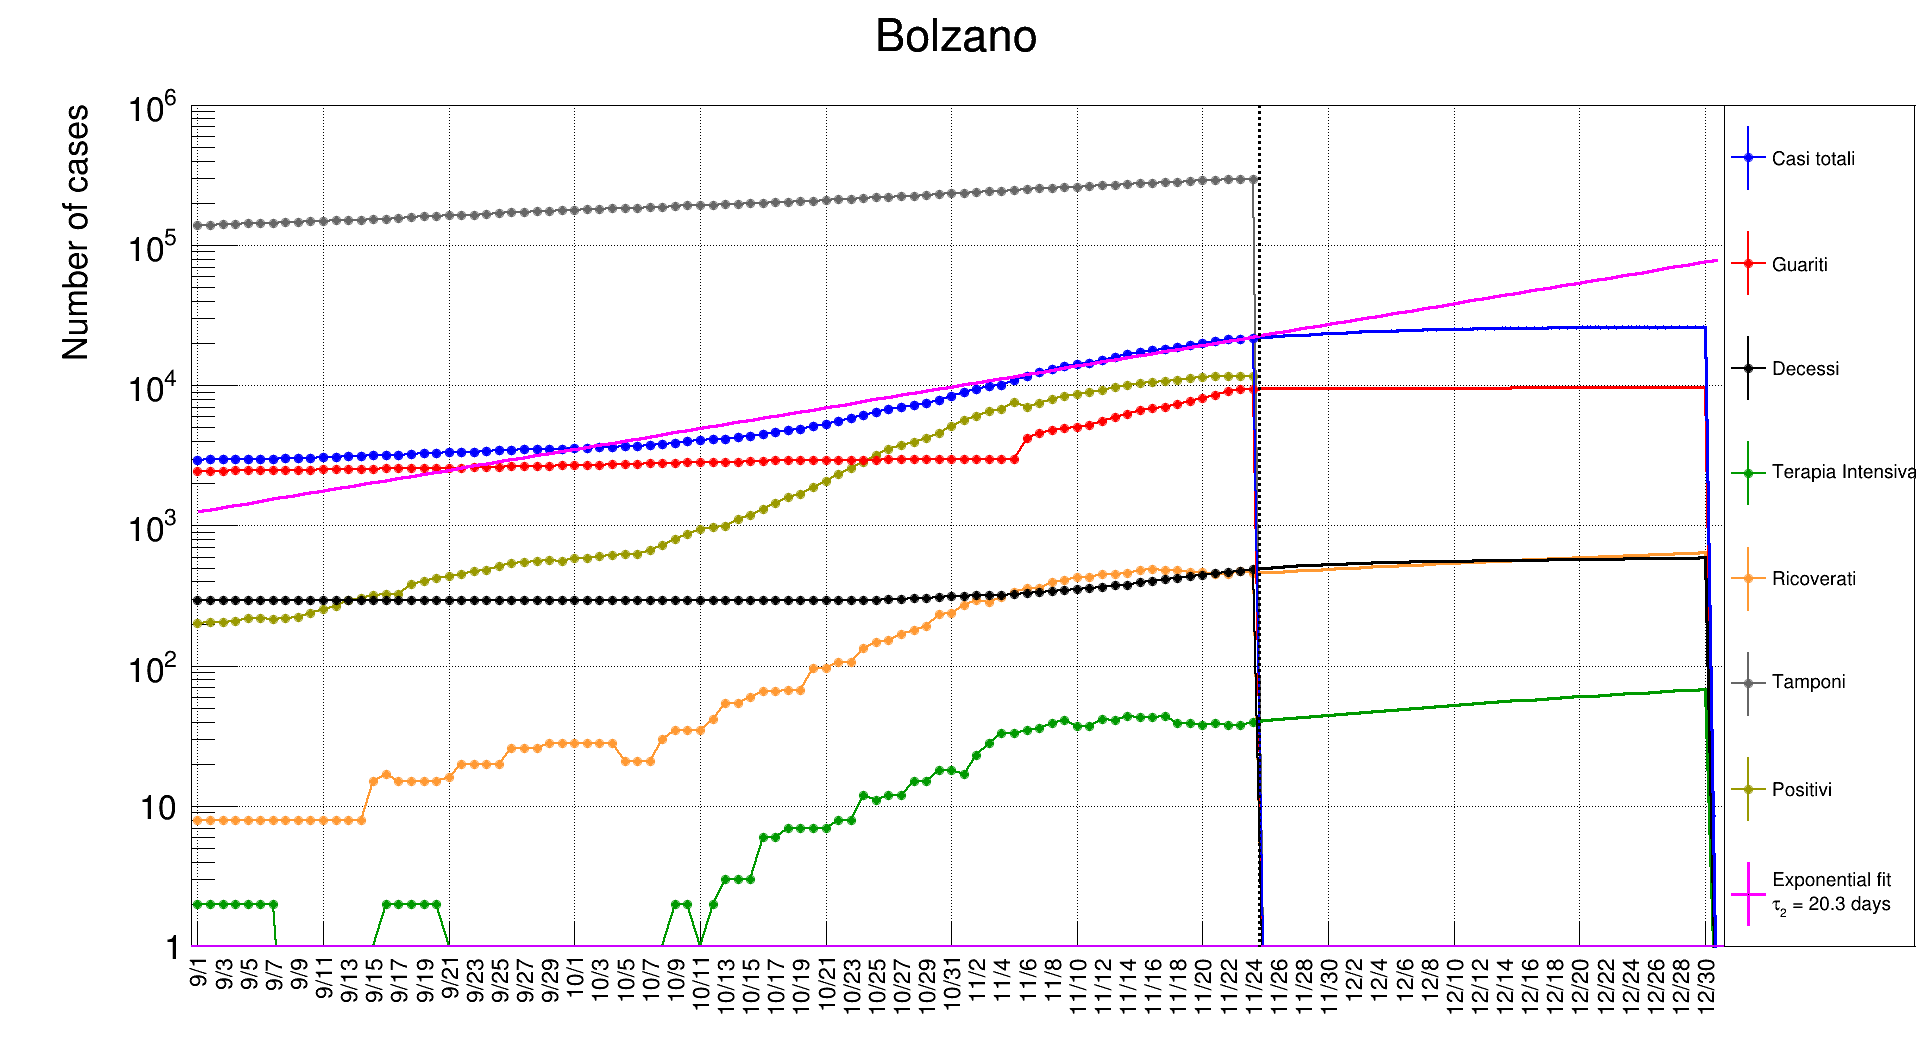 Bolzano
Number of cases
10^6
10^5
10^4
10^3
10^2
10
1
9/1 9/3 9/5 9/7 9/9 9/11 9/13 9/15 9/17 9/19 9/21 9/23 9/25 9/27 9/29 10/1 10/3 10/5 10/7 10/9 10/11 10/13 10/15 10/17 10/19 10/21 10/23 10/25 10/27 10/29 10/31 11/2 11/4 11/6 11/8 11/10 11/12 11/14 11/16 11/18 11/20 11/22 11/24 11/26 11/28 11/30 12/2 12/4 12/6 12/8 12/10 12/12 12/14 12/16 12/18 12/20 12/22 12/24 12/26 12/28 12/30
Casi totali
Guariti
Decessi
Terapia Intensiva
Ricoverati
Tamponi
Positivi
Exponential fit
τ₂ = 20.3 days